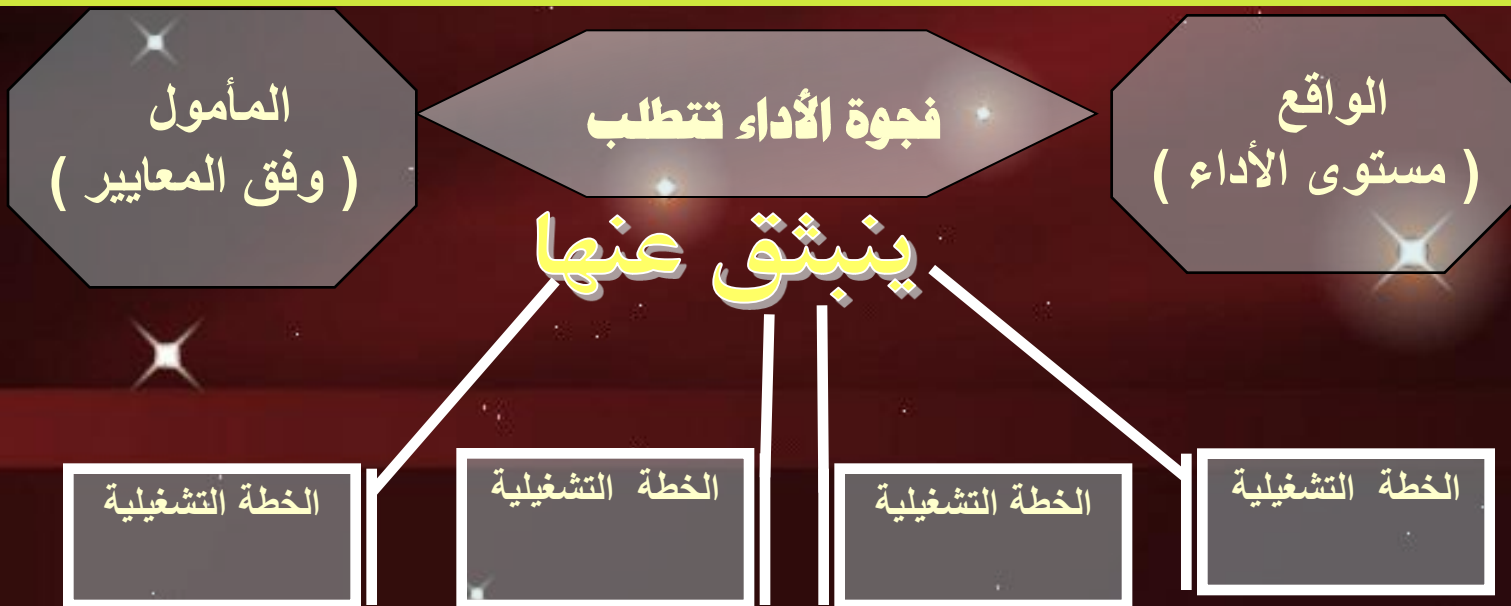 الواقع
( مستوى الأداء )
فجوة الأداء تتطلب
المأمول
( وفق المعايير )
ينبثق عنها
الخطة التشغيلية
الخطة التشغيلية
الخطة التشغيلية
الخطة التشغيلية